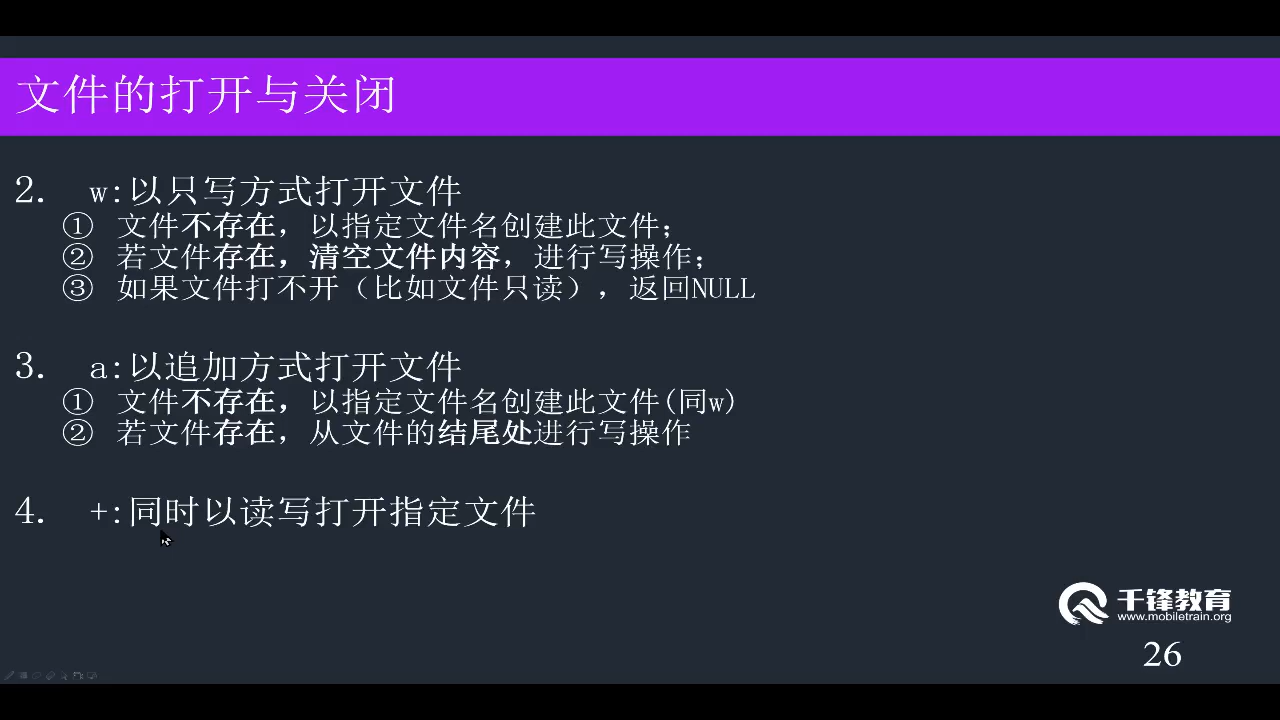 文件的打开与关闭
2. w:以只写方式打开文件
① 文件不存在，以指定文件名创建此文件；
② 若文件存在，清空文件内容，进行写操作；
③ 如果文件打不开（比如文件只读），返回NULL
3. a:以追加方式打开文件
① 文件不存在，以指定文件名创建此文件(同w)
② 若文件存在，从文件的结尾处进行写操作
4. +:同时以读写打开指定文件
千锋教育
www.mobiletrain.org
26